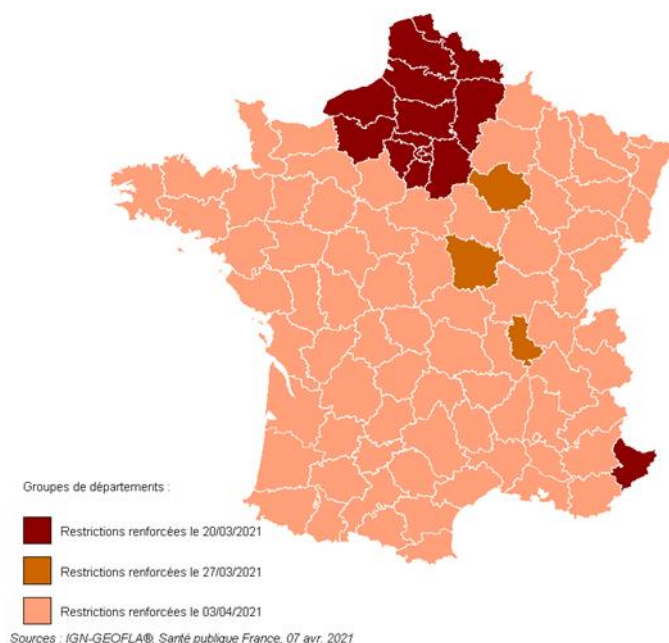 Groupes de départements :
Restrictions renforcées le 20/03/2021
Restrictions renforcées le 27/03/2021
Restrictions renforcées le 03/04/2021
Sources : IGN-GEOFLA®, Santé publique France, 07 avr. 2021